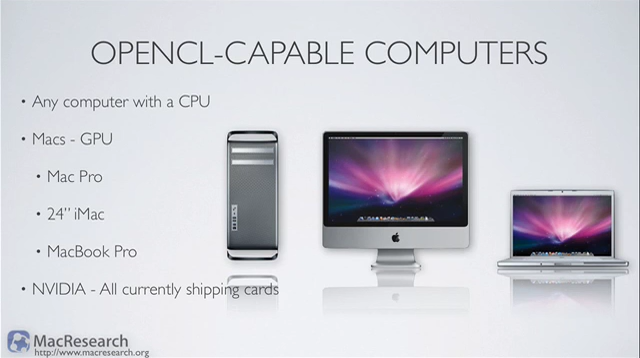 OPENCL-CAPABLE COMPUTERS
• Any computer with a CPU
• Macs - GPU
• Mac Pro
• 24" iMac
• MacBook Pro
• NVIDIA - All currently shipping cards
MacResearch
http://www.macresearch.org